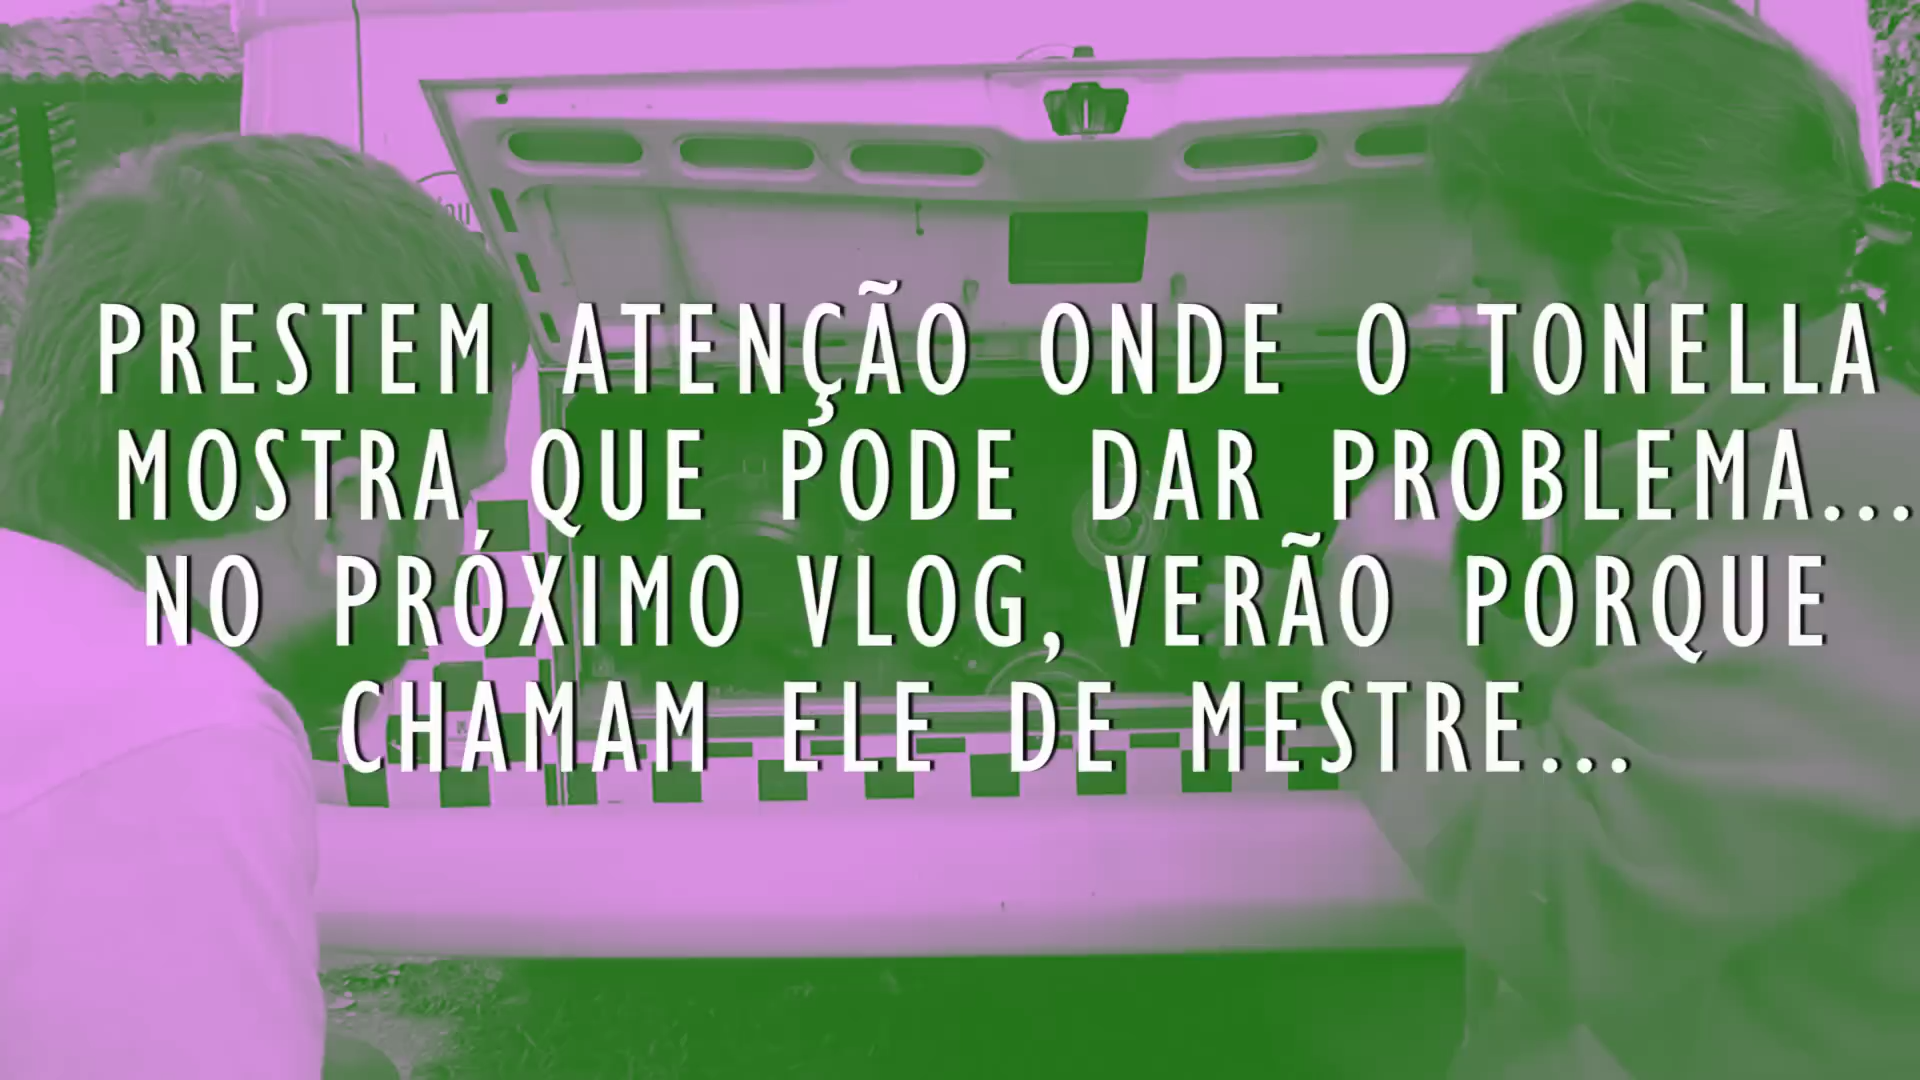 PRESTEM ATENÇÃO ONDE O TONELLA
MOSTRA QUE PODE DAR PROBLEMA...
NO PRÓXIMO VLOG, VERÃO PORQUE
CHAMAM ELE DE MESTRE...